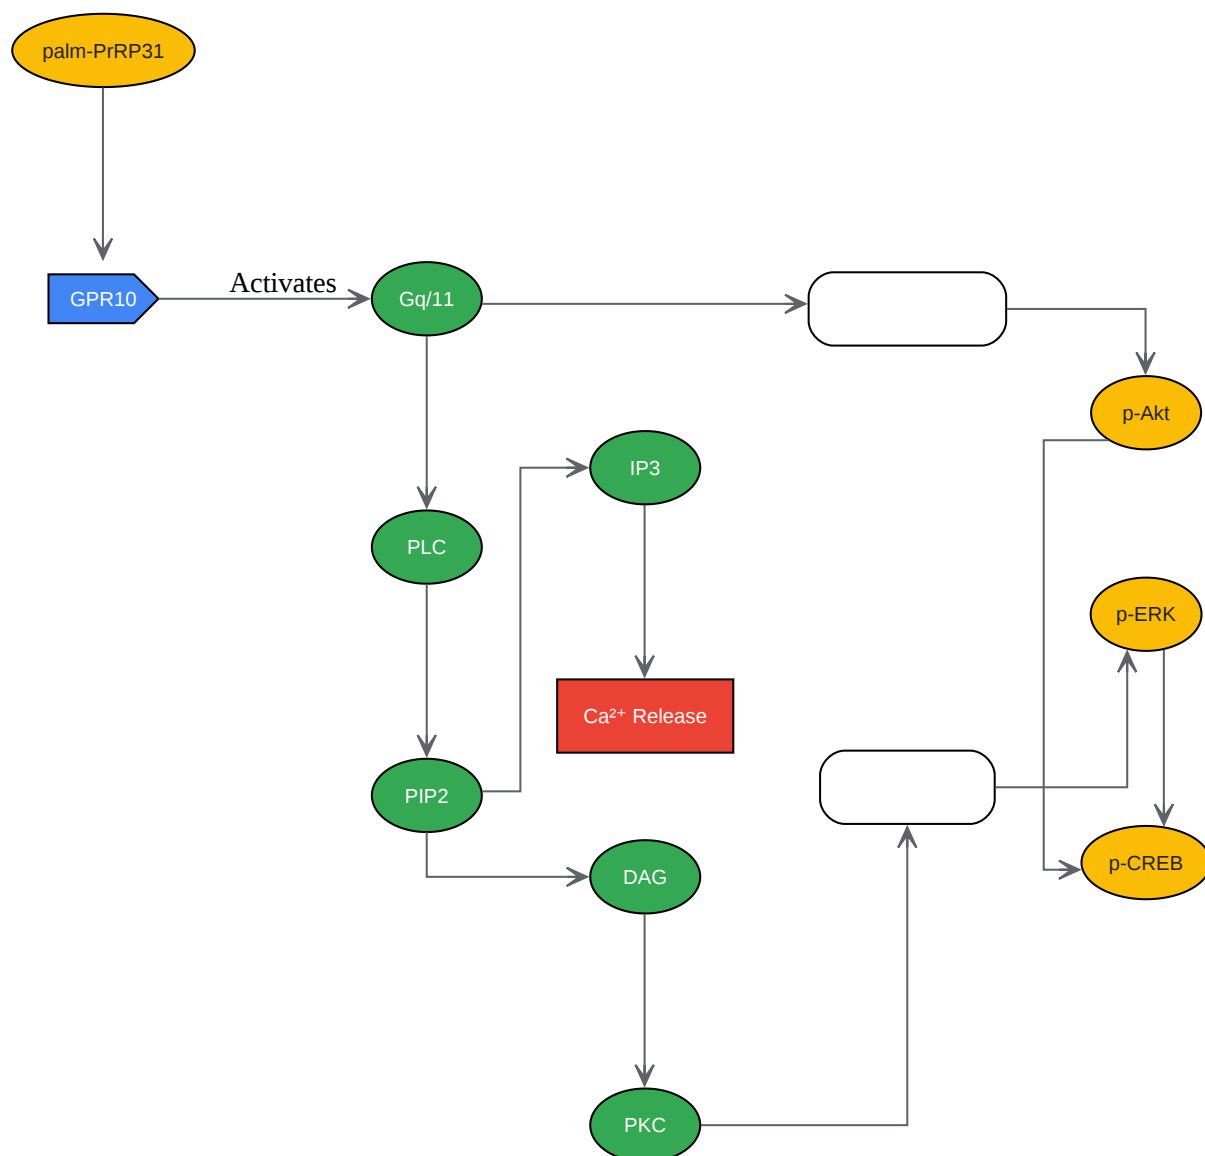 palm-PrRP31
GPR10
Activates
Gq/11
p-Akt
IP3
PLC
p-ERK
Ca²⁺ Release
PIP2
DAG
p-CREB
PKC